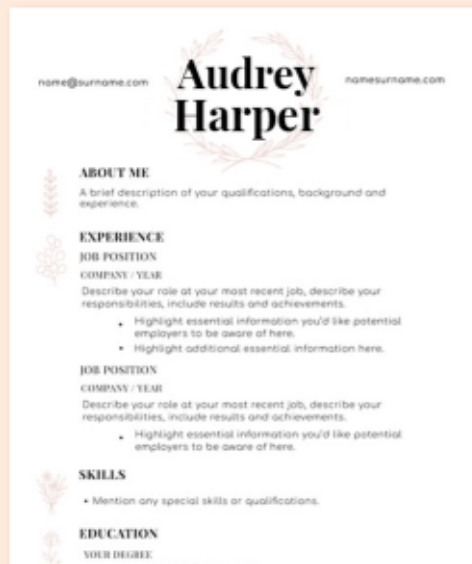 name@surname.com
Audrey
Harper
namesurname.com
ABOUT ME
A brief description of your qualifications, background and
experience.
EXPERIENCE
JOB POSITION
COMPANY / YEAR
Describe your role at your most recent job, describe your
responsibilities, include results and achievements.
• Highlight essential information you'd like potential
employers to be aware of here.
• Highlight additional essential information here.
JOB POSITION
COMPANY / YEAR
Describe your role at your most recent job, describe your
responsibilities, include results and achievements.
• Highlight essential information you'd like potential
employers to be aware of here.
SKILLS
• Mention any special skills or qualifications.
EDUCATION
YOUR DEGREE